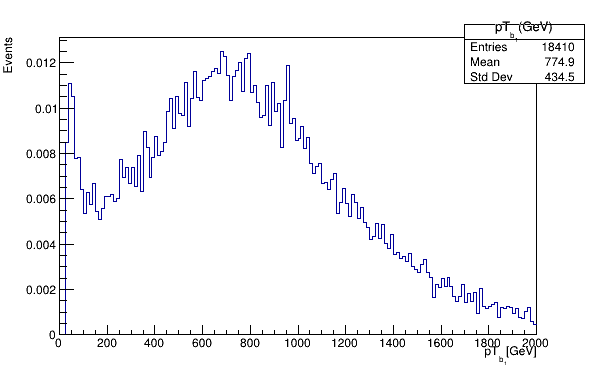 pT_b₁(GeV)
Entries 18410
Mean 774.9
Std Dev 434.5
Events
0.012
0.01
0.008
0.006
0.004
0.002
0
0 200 400 600 800 1000 1200 1400 1600 1800 2000
pT_b₁[GeV]